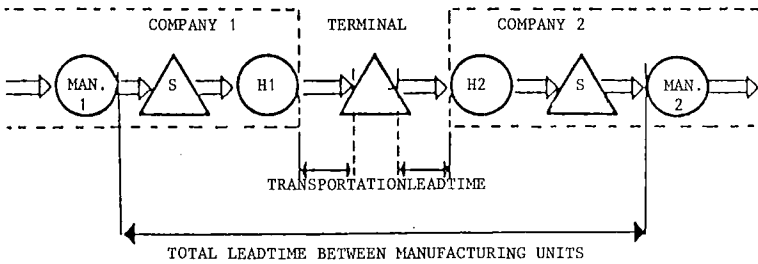 COMPANY 1 TERMINAL COMPANY 2
MAN. 1 S H1 H2 S MAN. 2
TRANSPORTATIONLEADTIME
TOTAL LEADTIME BETWEEN MANUFACTURING UNITS